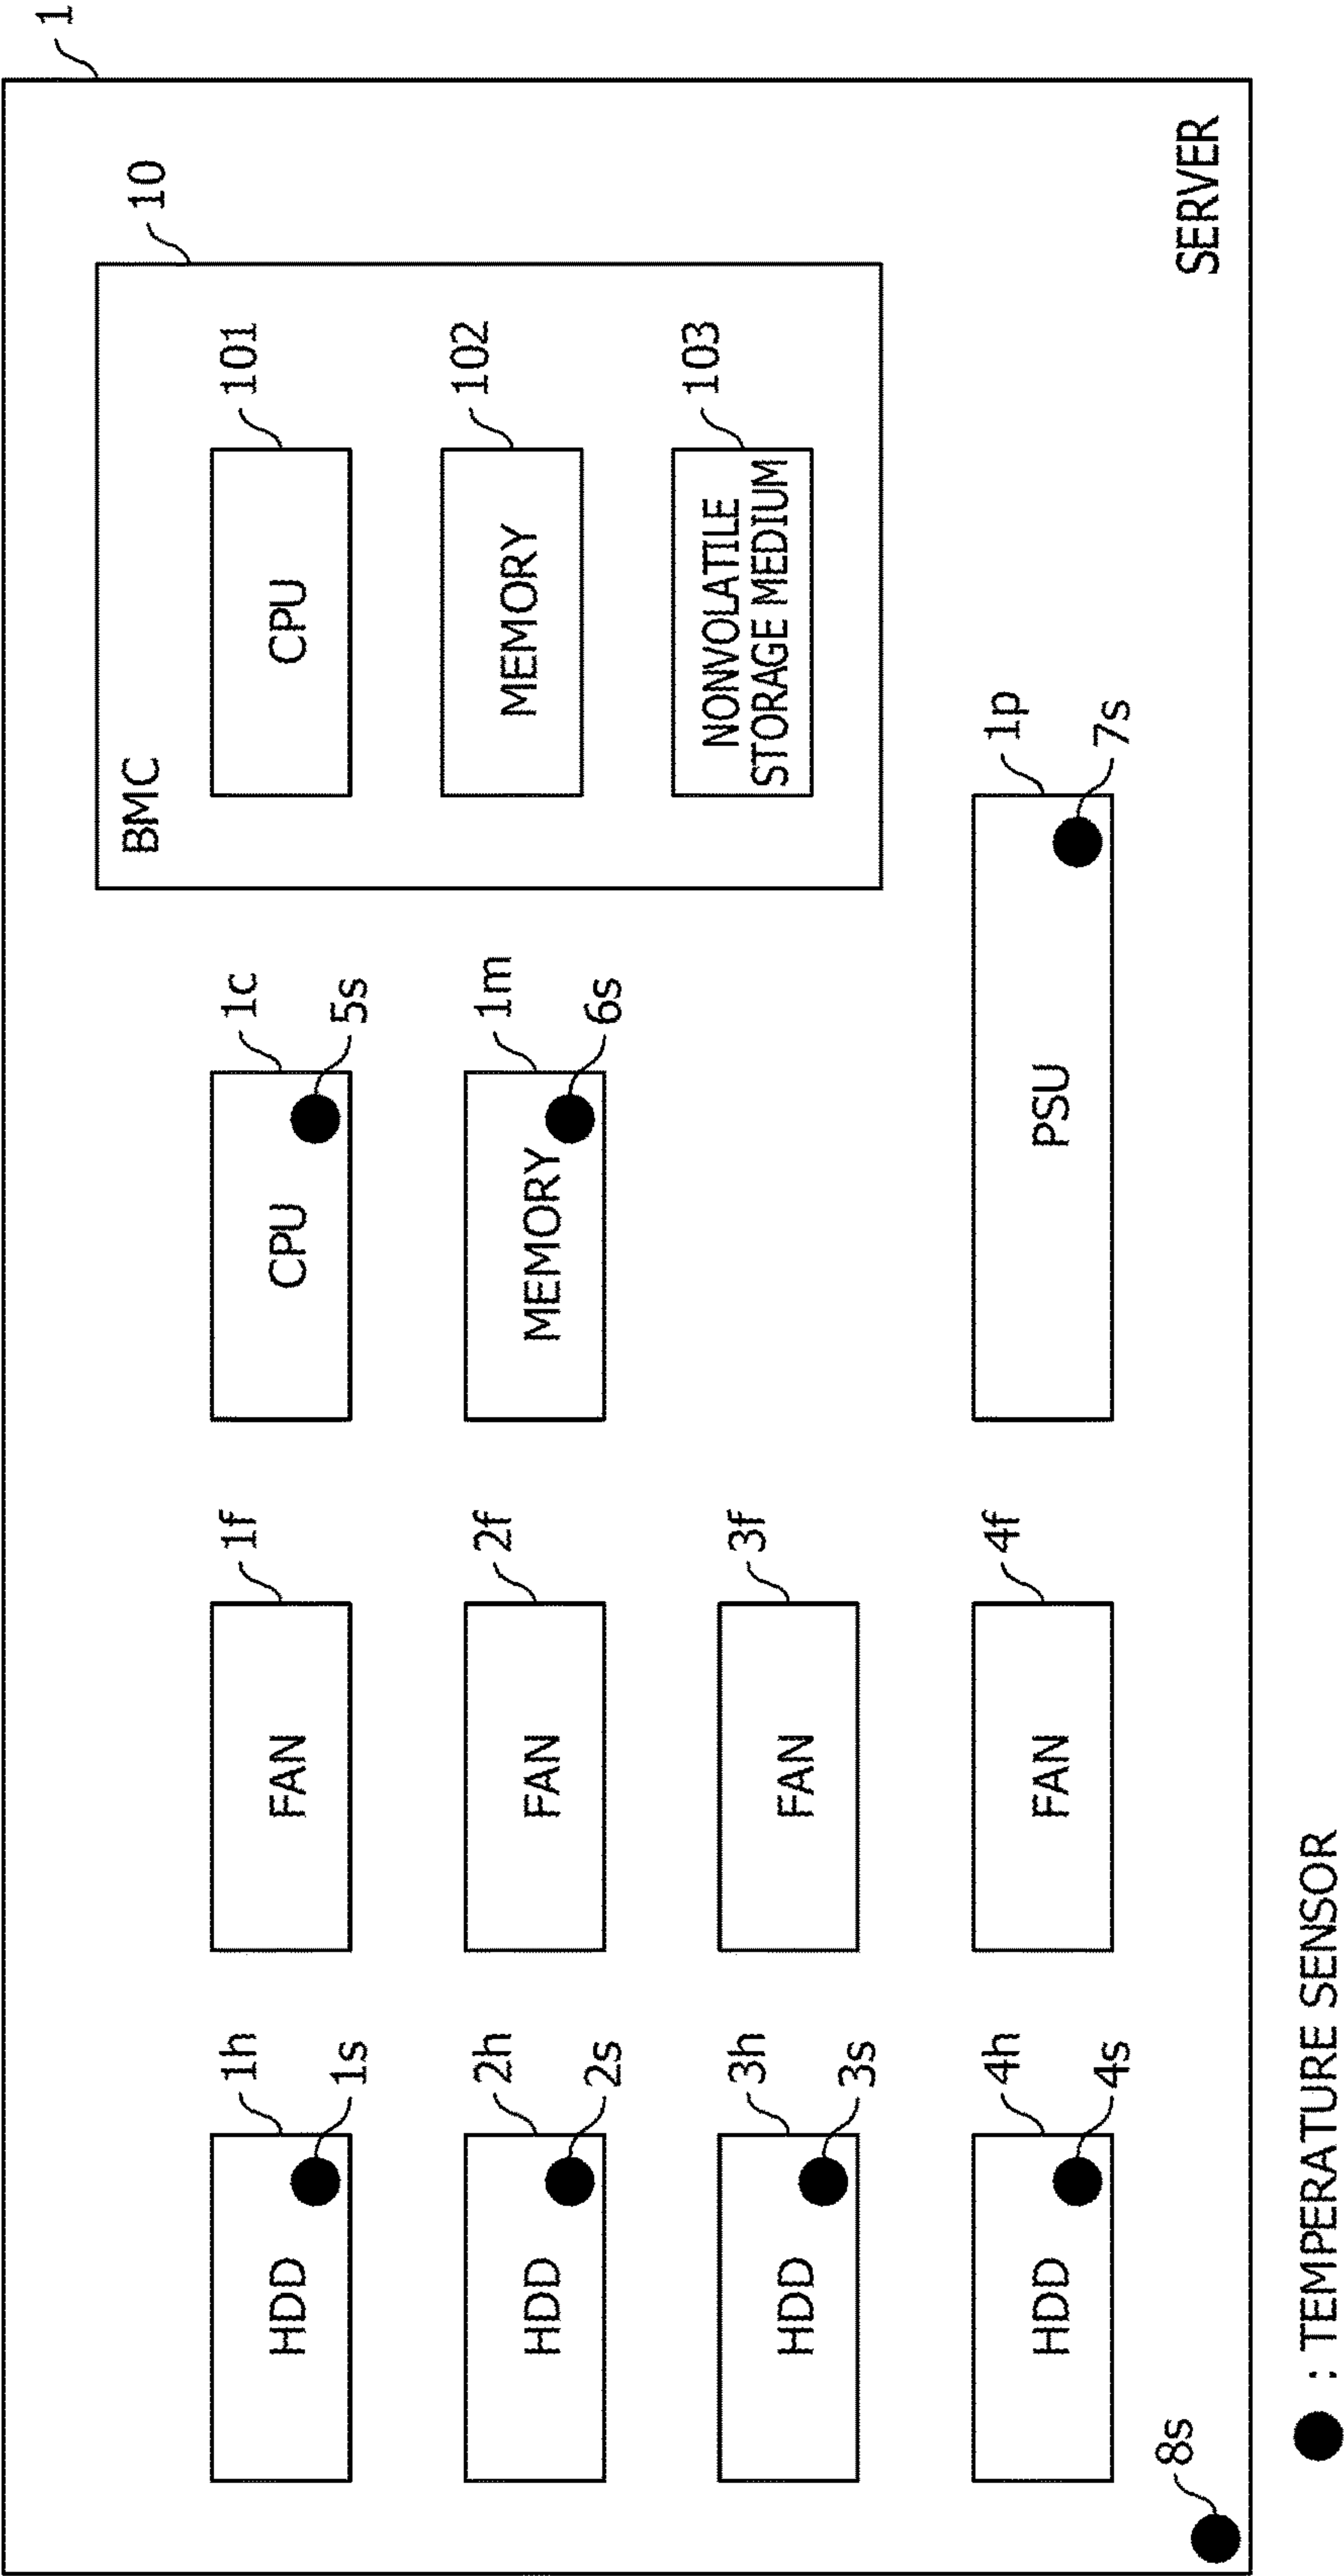 1
10
BMC
1h
1f
1c
101
HDD
FAN
CPU
CPU
1s
5s
2h
2f
1m
102
HDD
FAN
MEMORY
MEMORY
2s
6s
3h
3f
103
HDD
FAN
NONVOLATILE
STORAGE MEDIUM
3s
4h
4f
1p
HDD
FAN
PSU
4s
7s
8s
SERVER
: TEMPERATURE SENSOR